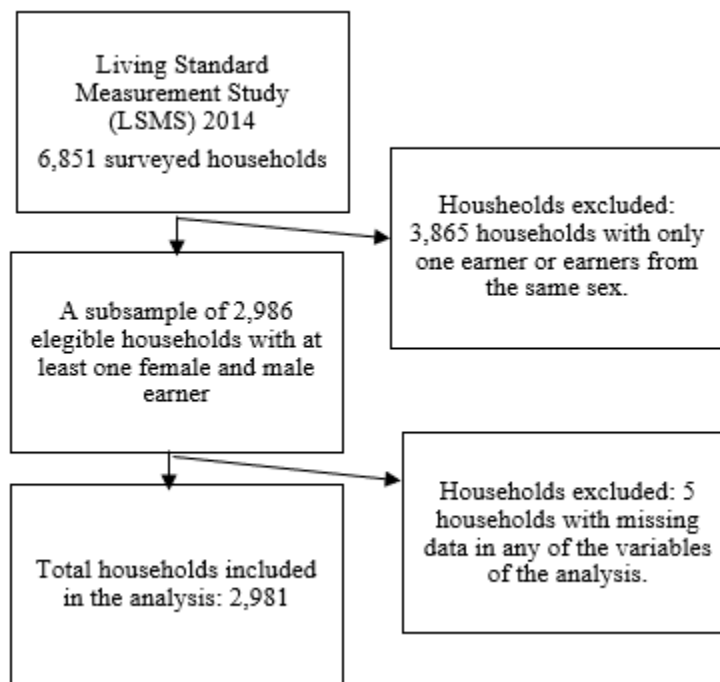 Living Standard
Measurement Study
(LSMS) 2014
6,851 surveyed households
Housheolds excluded:
3,865 households with only
one earner or earners from
the same sex.
A subsample of 2,986
elegible households with at
least one female and male
earner
Households excluded: 5
households with missing
data in any of the variables
of the analysis.
Total households included
in the analysis: 2,981